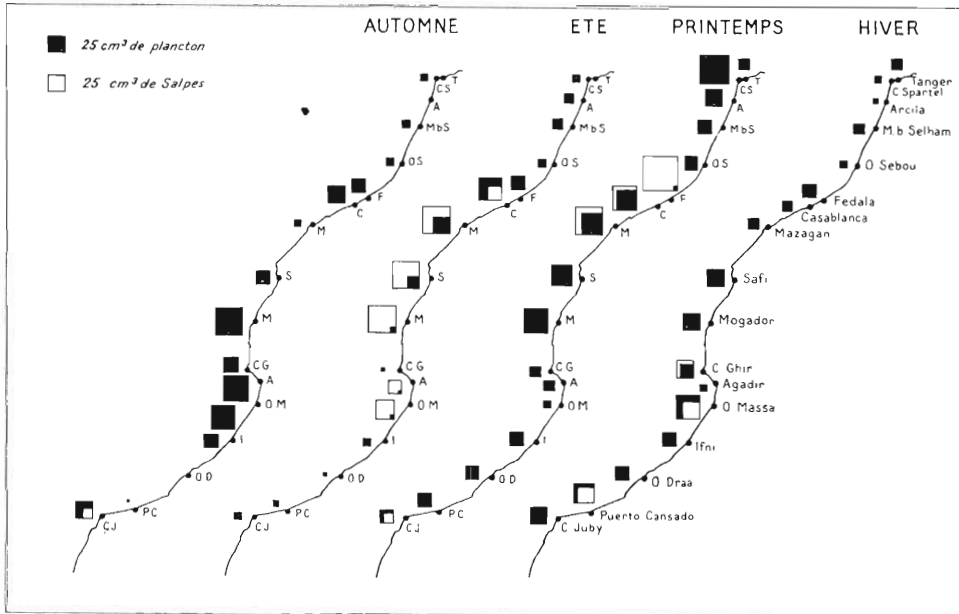 AUTOMNE ETE PRINTEMPS HIVER
25 cm³ de plancton
25 cm³ de Salpes
T
CS
A
MbS
OS
F
C
M
S
M
CG
A
OM
I
OD
PC
CJ
T
CS
A
MbS
OS
F
C
M
S
M
CG
A
OM
I
OD
PC
CJ
T
CS
A
MbS
OS
F
C
M
S
M
CG
A
OM
I
OD
PC
CJ
Tanger
C Spartel
Arcila
M.b Selham
O Sebou
Fedala
Casablanca
Mazagan
Safi
Mogador
C Ghir
Agadir
O Massa
Ifni
O Draa
Puerto Cansado
C Juby